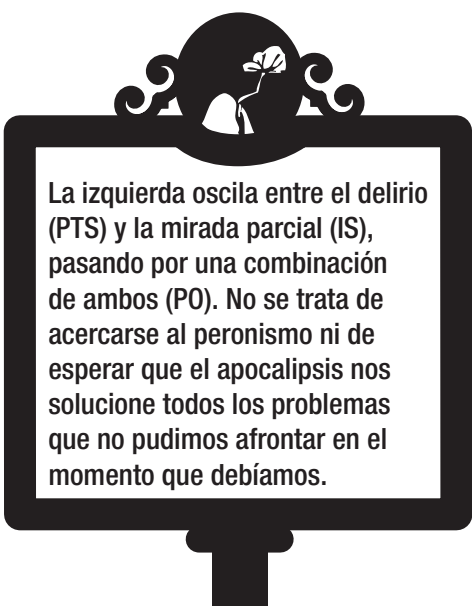 La izquierda oscila entre el delirio
(PTS) y la mirada parcial (IS),
pasando por una combinación
de ambos (PO). No se trata de
acercarse al peronismo ni de
esperar que el apocalipsis nos
solucione todos los problemas
que no pudimos afrontar en el
momento que debíamos.